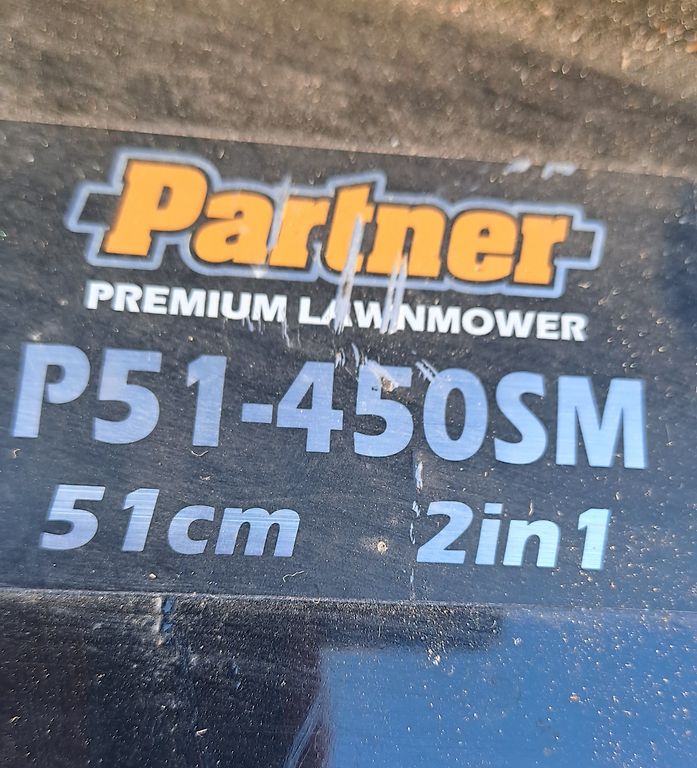 Partner
PREMIUM LAWNMOWER
P51-450SM
51cm 2in1